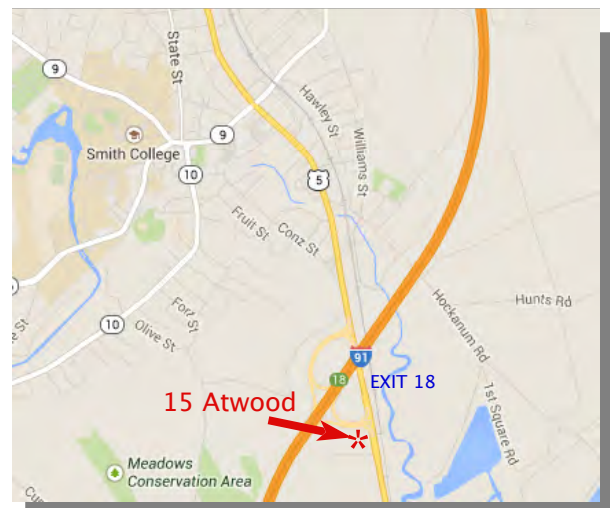 State St
9
Hawley St
Williams St
9
Smith College
10
5
Fruit St
Conz St
Hockanum Rd
Hunts Rd
Fort St
10
Olive St
91
18
EXIT 18
15 Atwood
*
1st Square Rd
Meadows
Conservation Area